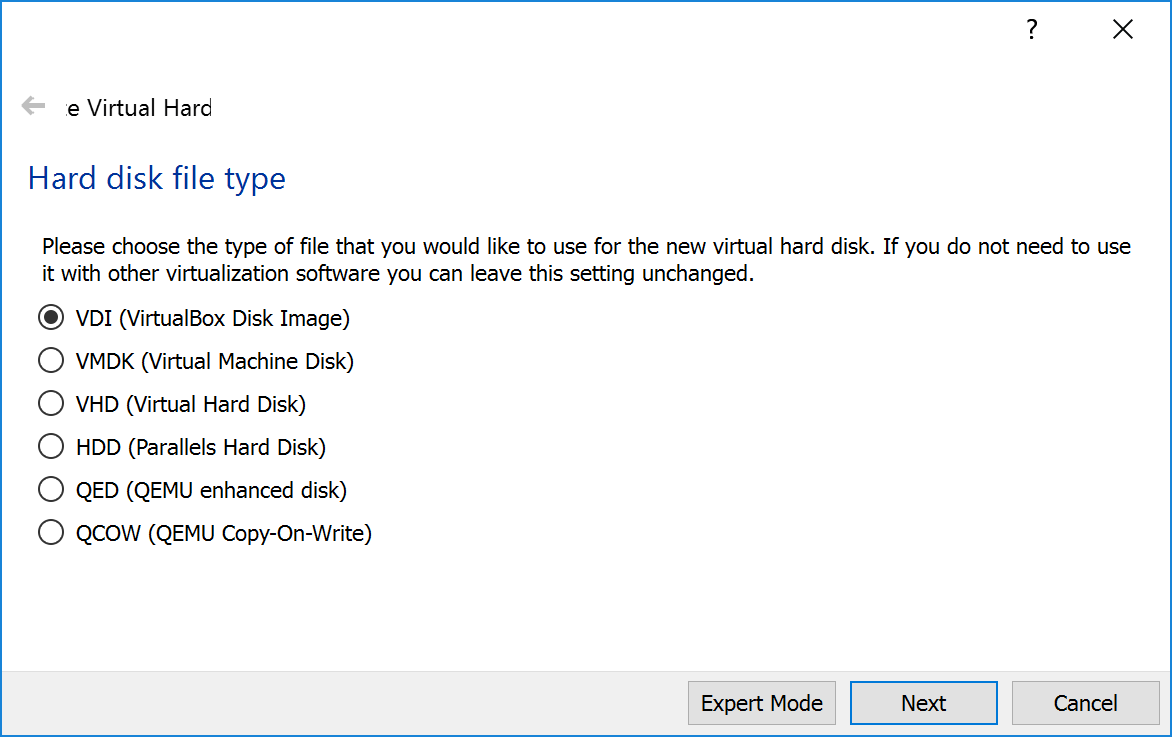 ?
e Virtual Hard
Hard disk file type
Please choose the type of file that you would like to use for the new virtual hard disk. If you do not need to use
it with other virtualization software you can leave this setting unchanged.
VDI (VirtualBox Disk Image)
VMDK (Virtual Machine Disk)
VHD (Virtual Hard Disk)
HDD (Parallels Hard Disk)
QED (QEMU enhanced disk)
QCOW (QEMU Copy-On-Write)
Expert Mode
Next
Cancel